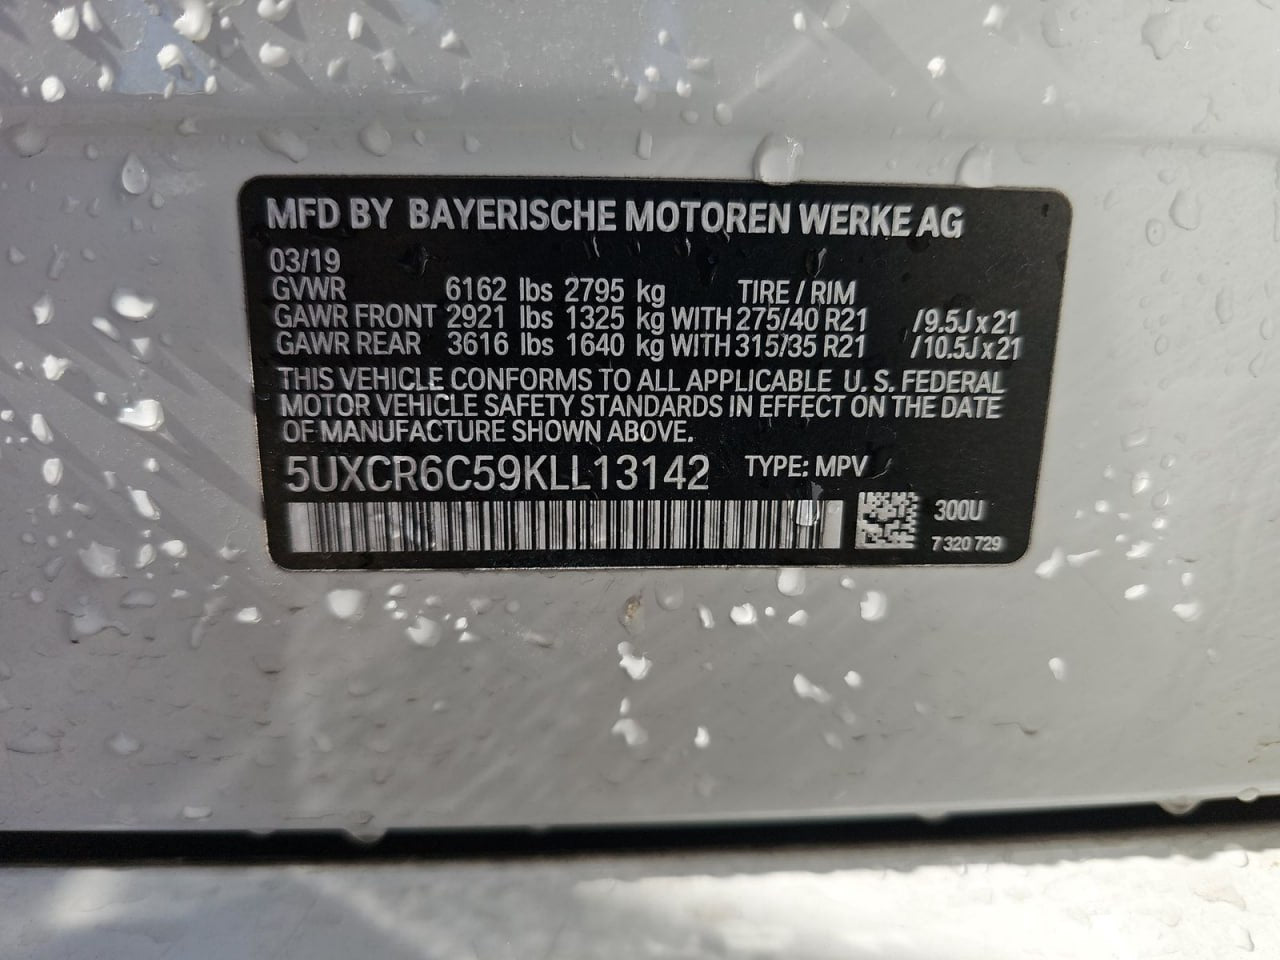 MFD BY BAYERISCHE MOTOREN WERKE AG
03/19
GVWR 6162 lbs 2795 kg TIRE / RIM
GAWR FRONT 2921 lbs 1325 kg WITH 275/40 R21 /9.5J x 21
GAWR REAR 3616 lbs 1640 kg WITH 315/35 R21 /10.5J x 21
THIS VEHICLE CONFORMS TO ALL APPLICABLE U. S. FEDERAL
MOTOR VEHICLE SAFETY STANDARDS IN EFFECT ON THE DATE
OF MANUFACTURE SHOWN ABOVE.
5UXCR6C59KLL13142 TYPE: MPV
300U
7 320 729